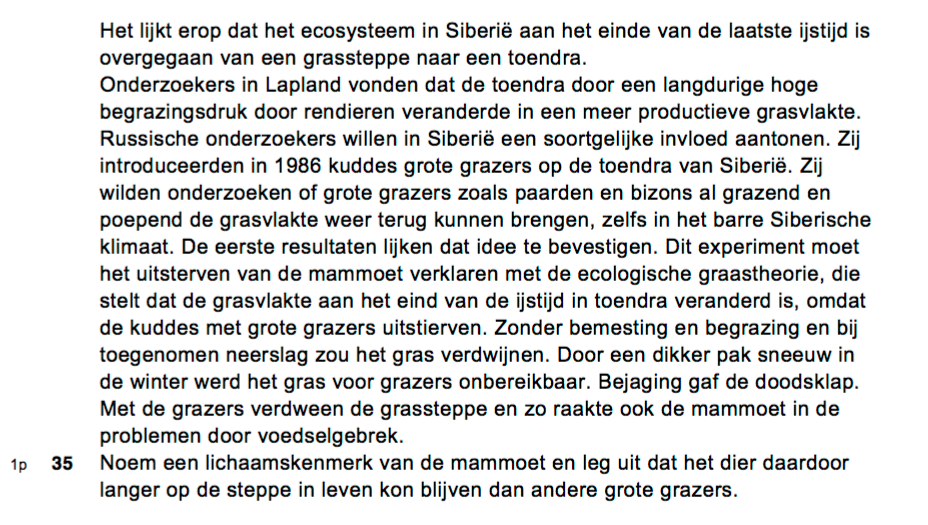 Het lijkt erop dat het ecosysteem in Siberië aan het einde van de laatste ijstijd is
overgegaan van een grassteppe naar een toendra.
Onderzoekers in Lapland vonden dat de toendra door een langdurige hoge
begrazingsdruk door rendieren veranderde in een meer productieve grasvlakte.
Russische onderzoekers willen in Siberië een soortgelijke invloed aantonen. Zij
introduceerden in 1986 kuddes grote grazers op de toendra van Siberië. Zij
wilden onderzoeken of grote grazers zoals paarden en bizons al grazend en
poepend de grasvlakte weer terug kunnen brengen, zelfs in het barre Siberische
klimaat. De eerste resultaten lijken dat idee te bevestigen. Dit experiment moet
het uitsterven van de mammoet verklaren met de ecologische graastheorie, die
stelt dat de grasvlakte aan het eind van de ijstijd in toendra veranderd is, omdat
de kuddes met grote grazers uitstierven. Zonder bemesting en begrazing en bij
toegenomen neerslag zou het gras verdwijnen. Door een dikker pak sneeuw in
de winter werd het gras voor grazers onbereikbaar. Bejaging gaf de doodsklap.
Met de grazers verdween de grassteppe en zo raakte ook de mammoet in de
problemen door voedselgebrek.
1p 35 Noem een lichaamskenmerk van de mammoet en leg uit dat het dier daardoor
langer op de steppe in leven kon blijven dan andere grote grazers.